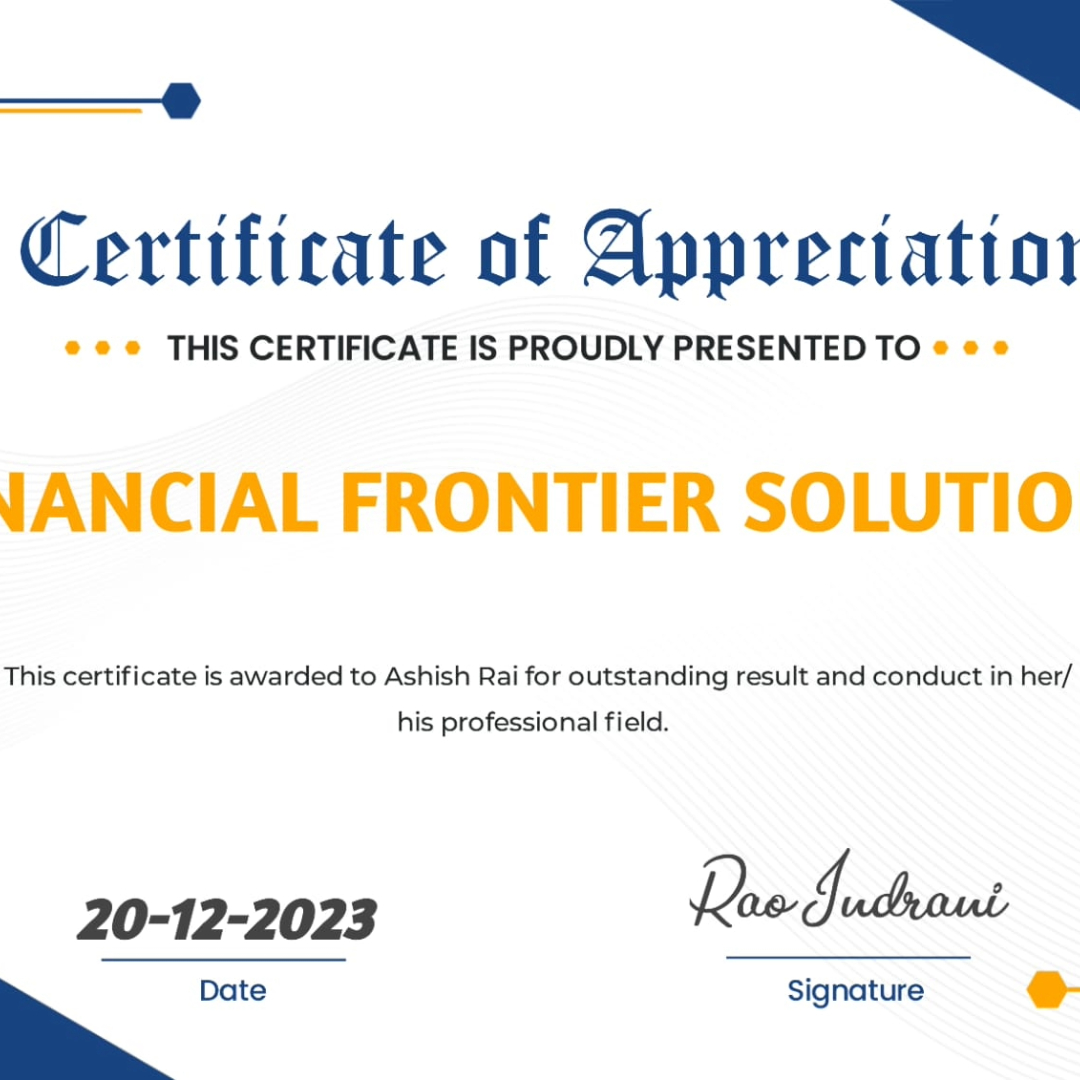 Certificate of Appreciation
THIS CERTIFICATE IS PROUDLY PRESENTED TO
NANCIAL FRONTIER SOLUTIO
This certificate is awarded to Ashish Rai for outstanding result and conduct in her/
his professional field.
20-12-2023
Rao Indrani
Date
Signature